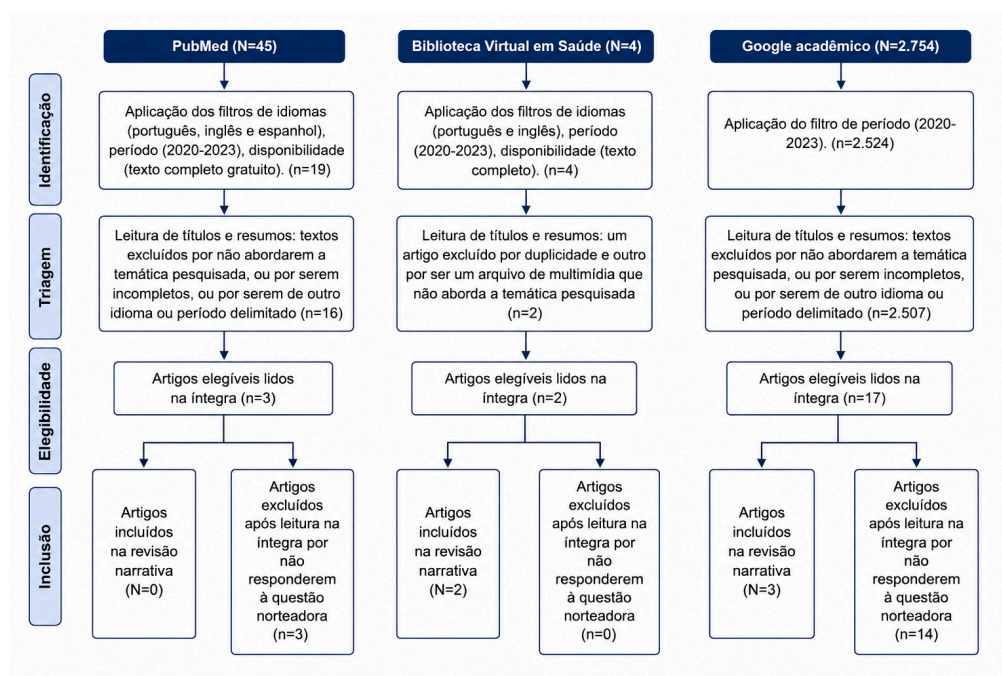 PubMed (N=45)
Biblioteca Virtual em Saúde (N=4)
Google acadêmico (N=2.754)
Identificação
Aplicação dos filtros de idiomas
(português, inglês e espanhol),
período (2020-2023), disponibilidade
(texto completo gratuito). (n=19)
Aplicação dos filtros de idiomas
(português e inglês), período
(2020-2023), disponibilidade (texto
completo). (n=4)
Aplicação do filtro de período (2020-
2023). (n=2.524)
Triagem
Leitura de títulos e resumos: textos
excluídos por não abordarem a
temática pesquisada, ou por serem
incompletos, ou por serem de outro
idioma ou período delimitado (n=16)
Leitura de títulos e resumos: um
artigo excluído por duplicidade e outro
por ser um arquivo de multimídia que
não aborda a temática pesquisada
(n=2)
Leitura de títulos e resumos: textos
excluídos por não abordarem a temática
pesquisada, ou por serem incompletos,
ou por serem de outro idioma ou
período delimitado (n=2.507)
Elegibilidade
Artigos elegíveis lidos
na íntegra (n=3)
Artigos elegíveis lidos na
íntegra (n=2)
Artigos elegíveis lidos na
íntegra (n=17)
Inclusão
Artigos
incluídos
na revisão
narrativa
(N=0)
Artigos
excluídos
após leitura na
íntegra por
não
responderem
à questão
norteadora
(n=3)
Artigos
incluídos
na revisão
narrativa
(N=2)
Artigos
excluídos
após leitura na
íntegra por
não
responderem
à questão
norteadora
(n=0)
Artigos
incluídos
na revisão
narrativa
(N=3)
Artigos
excluídos
após leitura na
íntegra por
não
responderem
à questão
norteadora
(n=14)